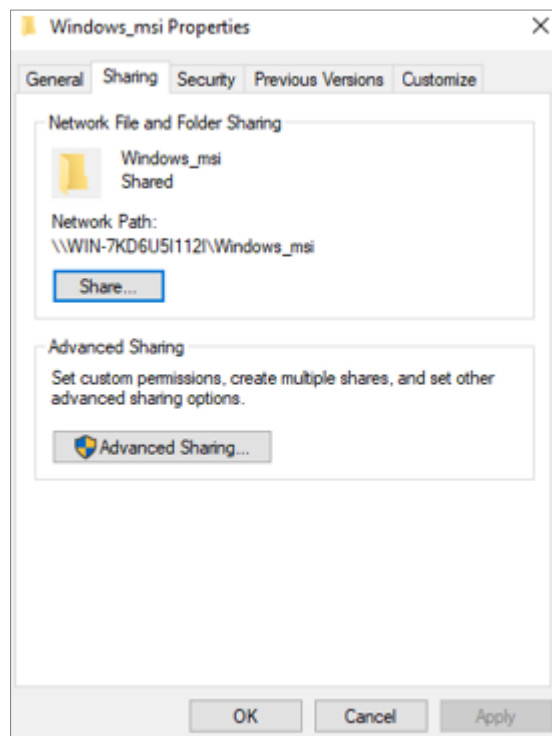 Windows_msi Properties
General Sharing Security Previous Versions Customize
Network File and Folder Sharing
Windows_msi
Shared
Network Path:
\\WIN-7KD6U5I112I\Windows_msi
Share...
Advanced Sharing
Set custom permissions, create multiple shares, and set other
advanced sharing options.
Advanced Sharing...
OK Cancel Apply